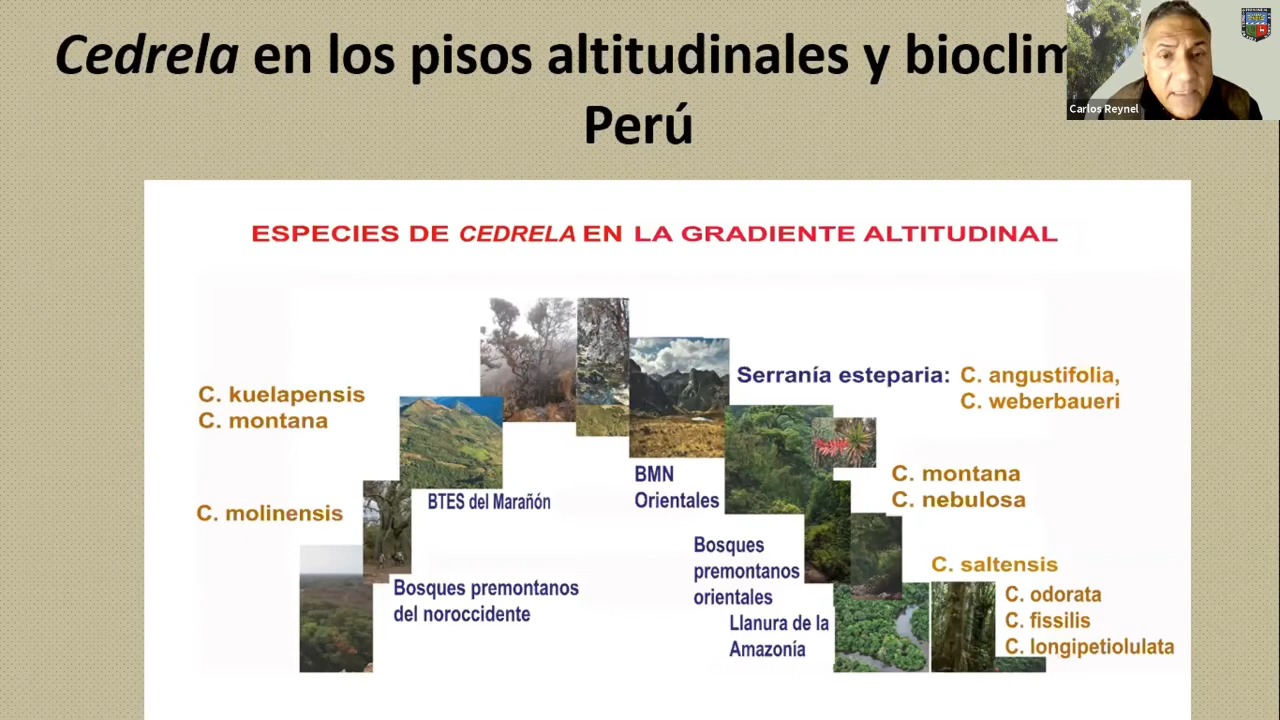 Cedrela en los pisos altitudinales y bioclim
Perú
Carlos Reynel
ESPECIES DE CEDRELA EN LA GRADIENTE ALTITUDINAL
C. kuelapensis
C. montana
C. molinensis
BTES del Marañón
Bosques premontanos
del noroccidente
Serranía esteparia: C. angustifolia,
C. weberbaueri
BMN
Orientales
C. montana
C. nebulosa
Bosques
premontanos
orientales
C. saltensis
Llanura de la
Amazonía
C. odorata
C. fissilis
C. longipetiolulata